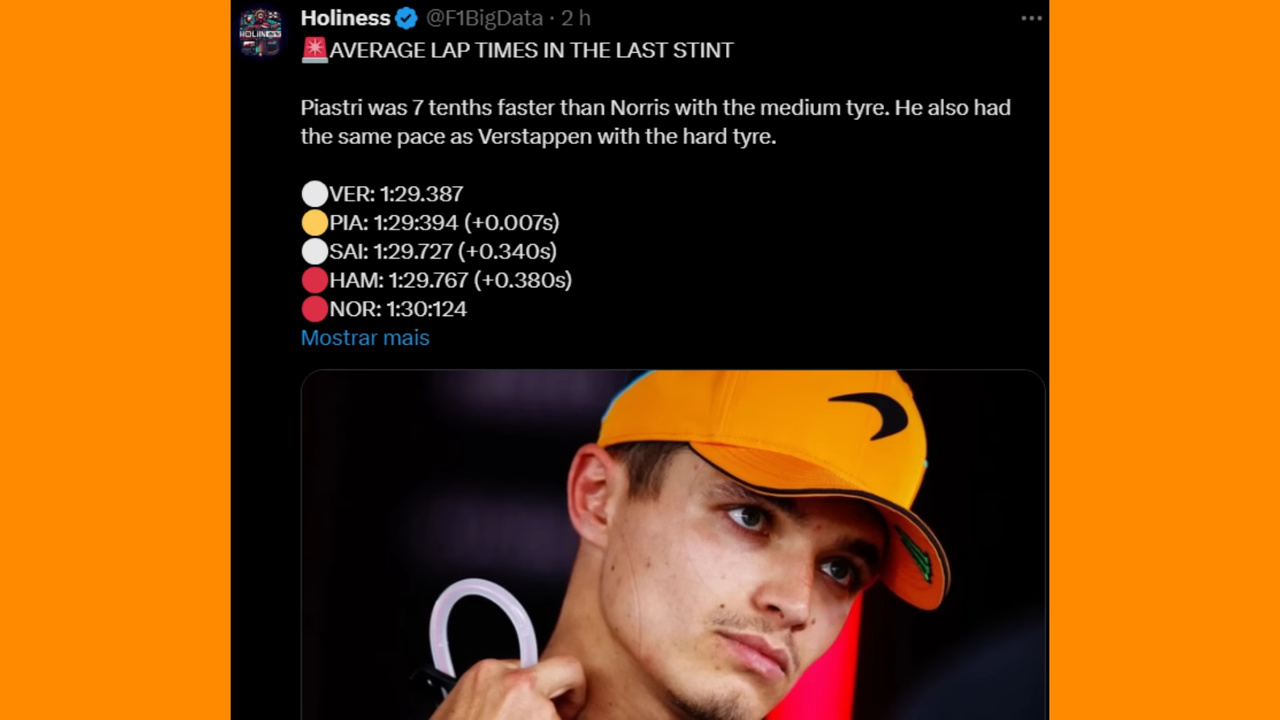 Holiness @F1BigData · 2 h
AVERAGE LAP TIMES IN THE LAST STINT
Piastri was 7 tenths faster than Norris with the medium tyre. He also had
the same pace as Verstappen with the hard tyre.
VER: 1:29.387
PIA: 1:29:394 (+0.007s)
SAI: 1:29.727 (+0.340s)
HAM: 1:29.767 (+0.380s)
NOR: 1:30:124
Mostrar mais